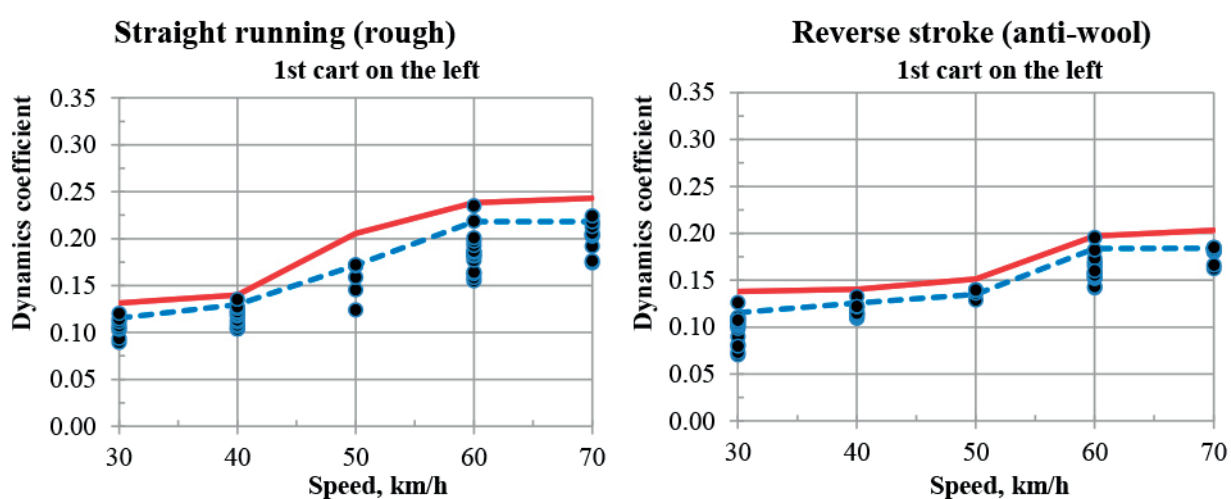 Straight running (rough)
1st cart on the left
Dynamics coefficient
0.35
0.30
0.25
0.20
0.15
0.10
0.05
0.00
30 40 50 60 70
Speed, km/h
Reverse stroke (anti-wool)
1st cart on the left
Dynamics coefficient
0.35
0.30
0.25
0.20
0.15
0.10
0.05
0.00
30 40 50 60 70
Speed, km/h